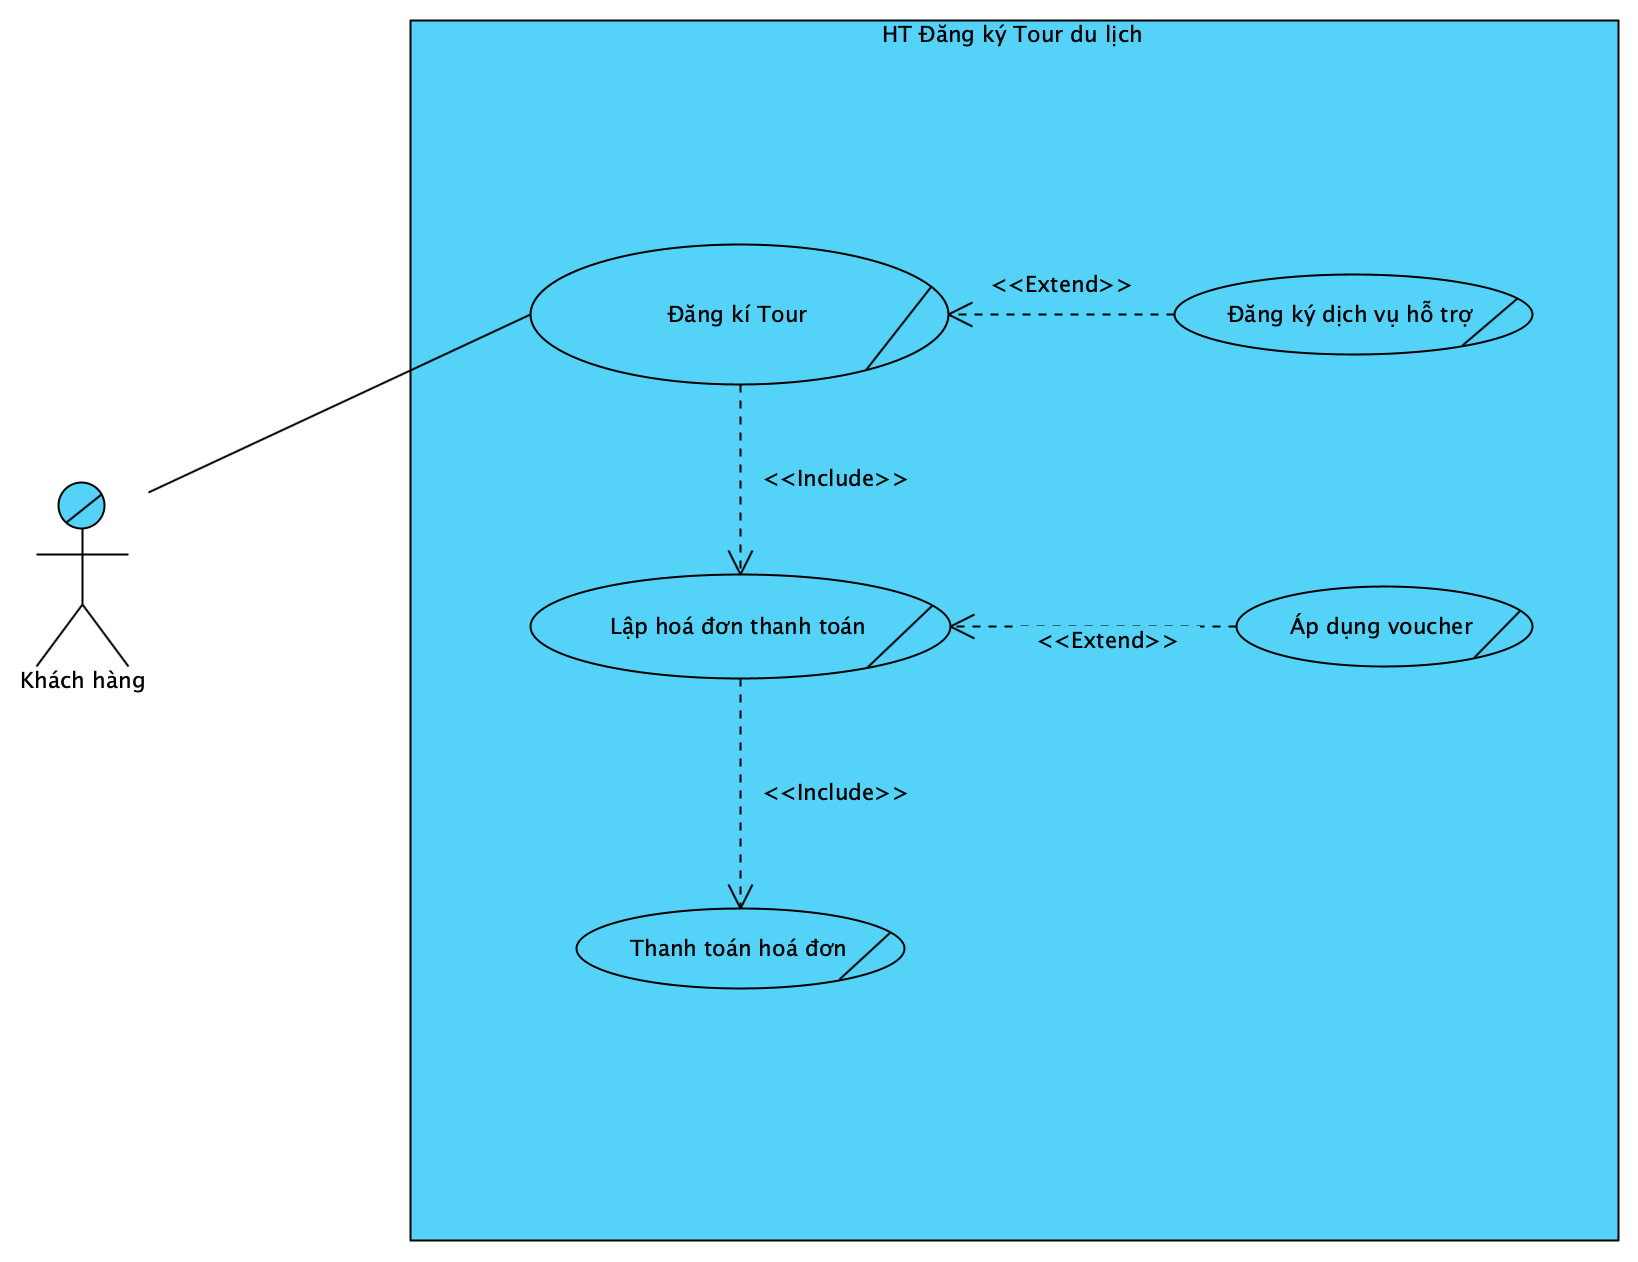 HT Đăng ký Tour du lịch
<<Extend>>
Đăng kí Tour
Đăng ký dịch vụ hỗ trợ
<<Include>>
Lập hoá đơn thanh toán
Áp dụng voucher
<<Extend>>
Khách hàng
<<Include>>
Thanh toán hoá đơn